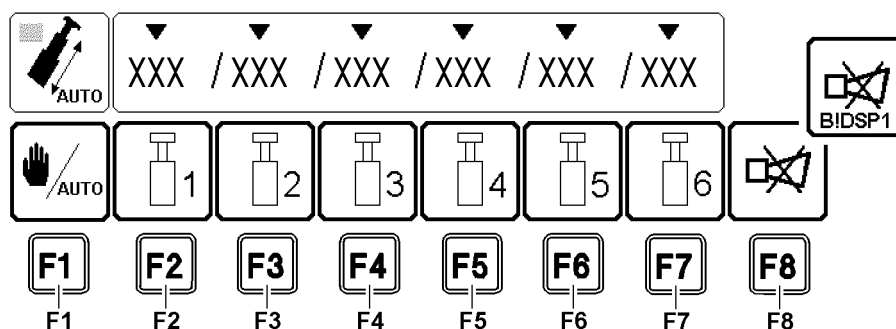 AUTO XXX / XXX / XXX / XXX / XXX / XXX
B!DSP1
AUTO 1 2 3 4 5 6
F1 F2 F3 F4 F5 F6 F7 F8
F1 F2 F3 F4 F5 F6 F7 F8